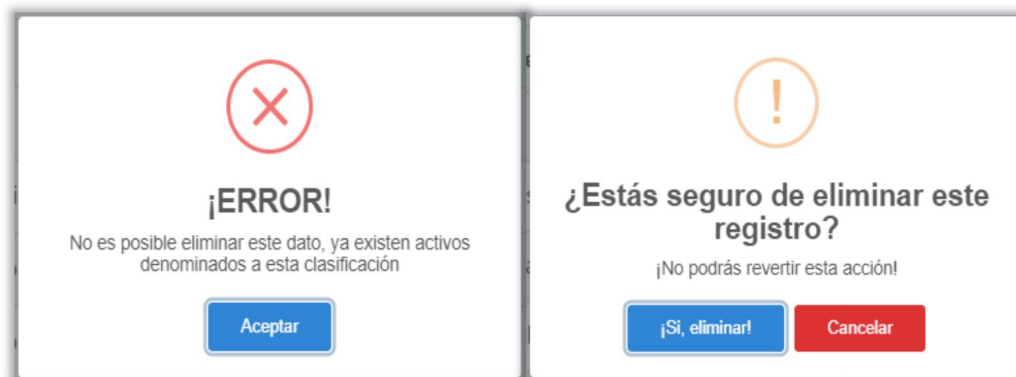 ¡ERROR!
No es posible eliminar este dato, ya existen activos
denominados a esta clasificación
Aceptar
¿Estás seguro de eliminar este
registro?
¡No podrás revertir esta acción!
¡Si, eliminar!
Cancelar